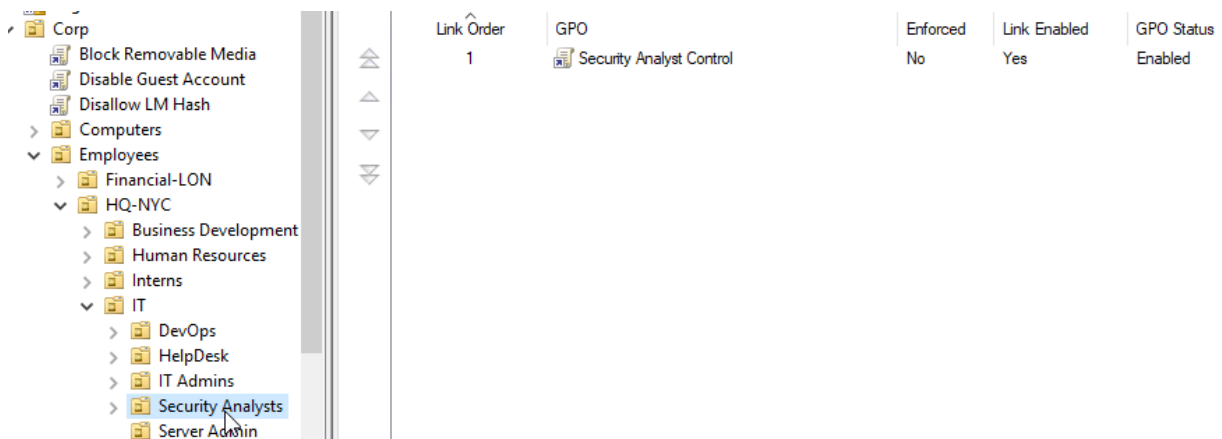 Corp
Block Removable Media
Disable Guest Account
Disallow LM Hash
Computers
Employees
Financial-LON
HQ-NYC
Business Development
Human Resources
Interns
IT
DevOps
HelpDesk
IT Admins
Security Analysts
Server Admin
Link Order GPO Enforced Link Enabled GPO Status
1 Security Analyst Control No Yes Enabled